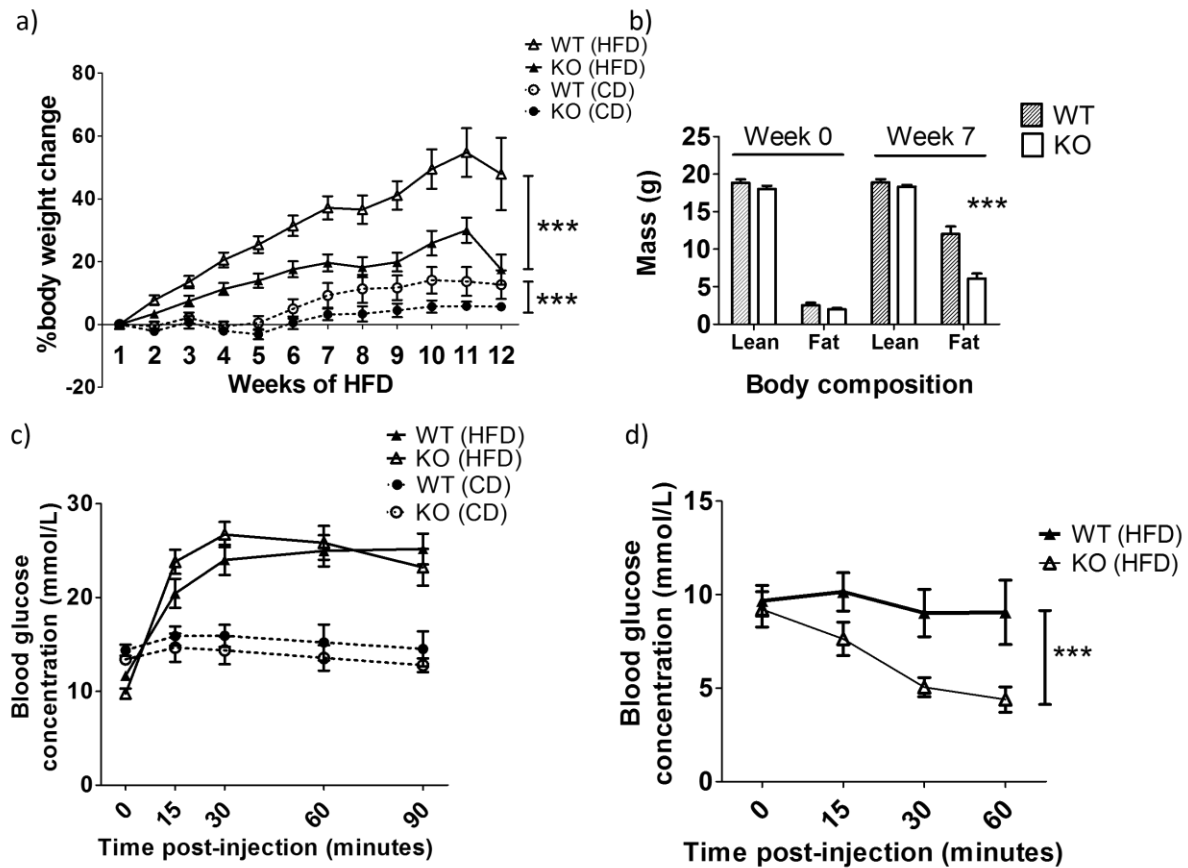 a)
WT (HFD)
KO (HFD)
WT (CD)
KO (CD)
80
60
40
20
0
-20
%body weight change
1 2 3 4 5 6 7 8 9 10 11 12
Weeks of HFD
***
***
b)
WT
KO
Week 0 Week 7
25
20
15
10
5
0
Mass (g)
***
Lean Fat Lean Fat
Body composition
c)
WT (HFD)
KO (HFD)
WT (CD)
KO (CD)
30
20
10
0
Blood glucose
concentration (mmol/L)
0 15 30 60 90
Time post-injection (minutes)
d)
WT (HFD)
KO (HFD)
15
10
5
0
Blood glucose
concentration (mmol/L)
***
0 15 30 60
Time post-injection (minutes)